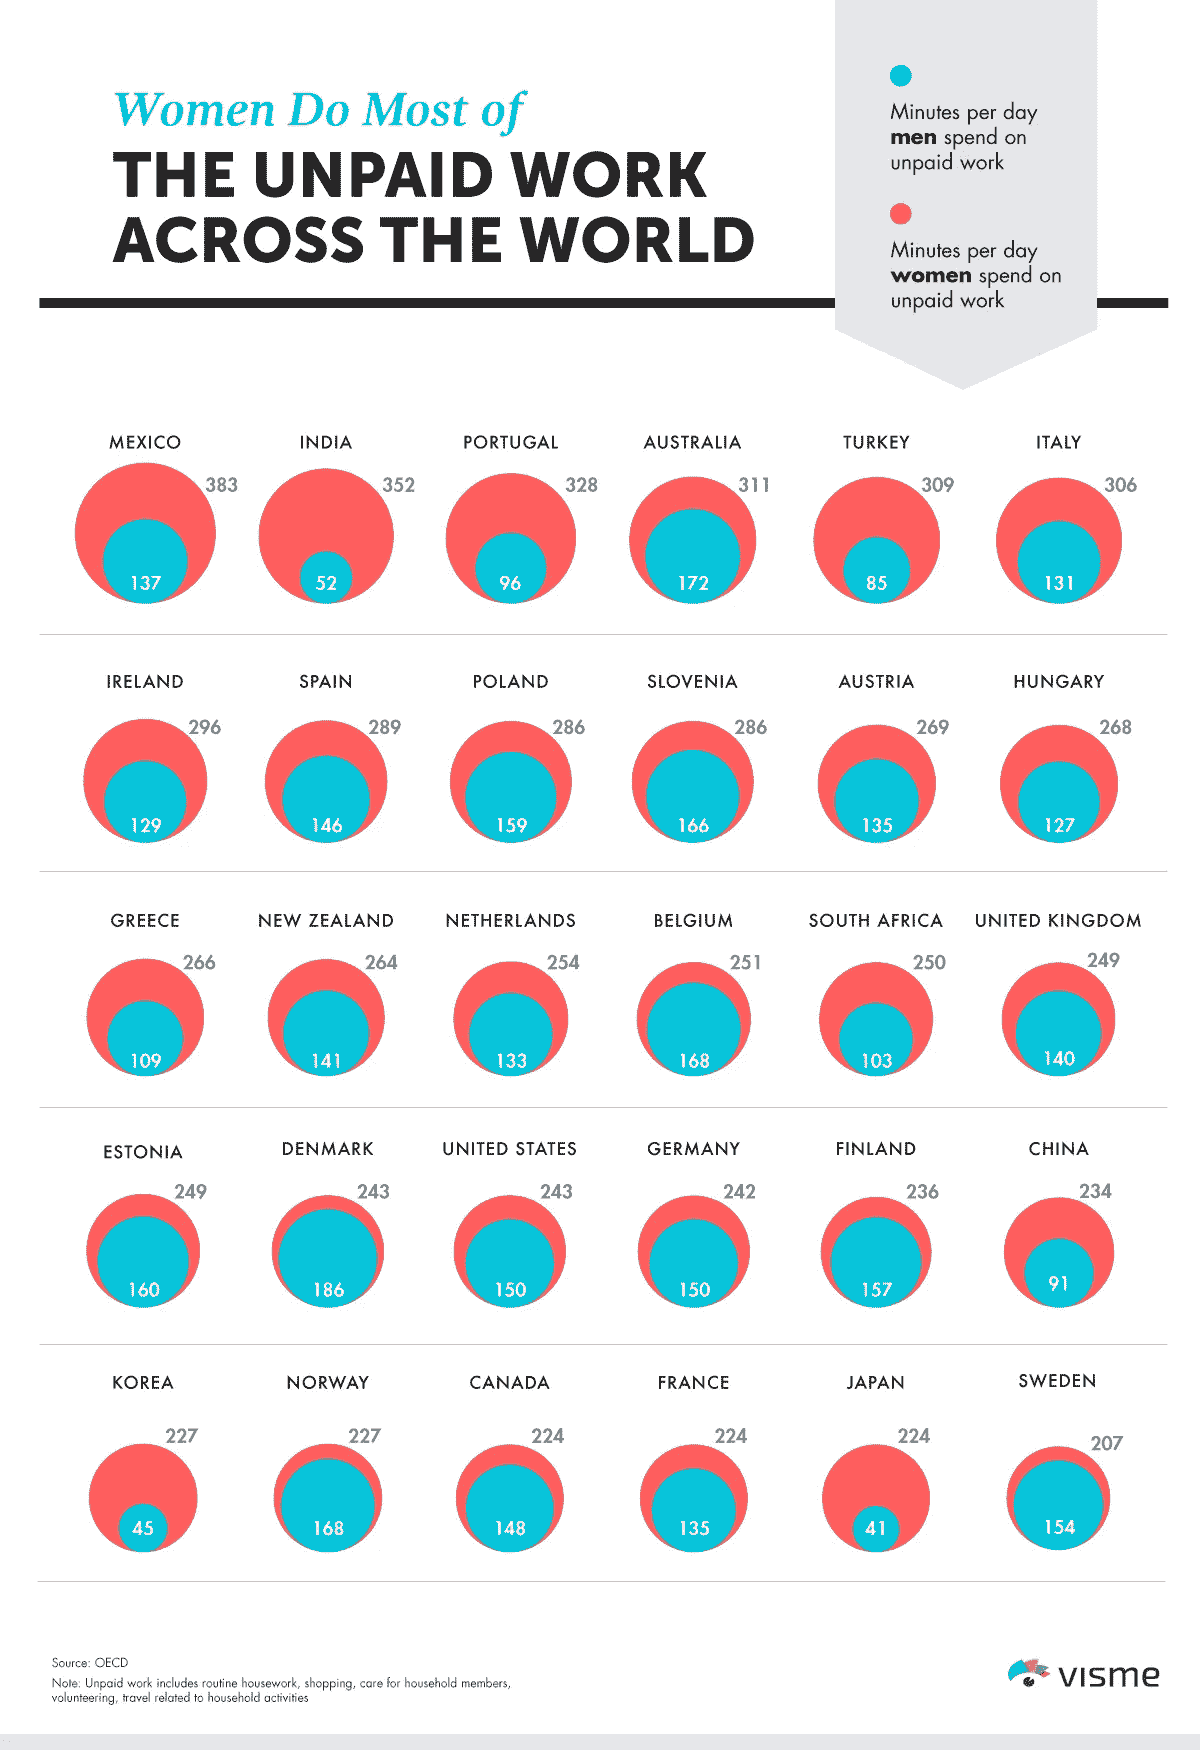 Women Do Most of
THE UNPAID WORK
ACROSS THE WORLD
Minutes per day
men spend on
unpaid work
Minutes per day
women spend on
unpaid work
MEXICO INDIA PORTUGAL AUSTRALIA TURKEY ITALY
383 352 328 311 309 306
137 52 96 172 85 131
IRELAND SPAIN POLAND SLOVENIA AUSTRIA HUNGARY
296 289 286 286 269 268
129 146 159 166 135 127
GREECE NEW ZEALAND NETHERLANDS BELGIUM SOUTH AFRICA UNITED KINGDOM
266 264 254 251 250 249
109 141 133 168 103 140
ESTONIA DENMARK UNITED STATES GERMANY FINLAND CHINA
249 243 243 242 236 234
160 186 150 150 157 91
KOREA NORWAY CANADA FRANCE JAPAN SWEDEN
227 227 224 224 224 207
45 168 148 135 41 154
Source: OECD
Note: Unpaid work includes routine housework, shopping, care for household members,
volunteering, travel related to household activities
visme